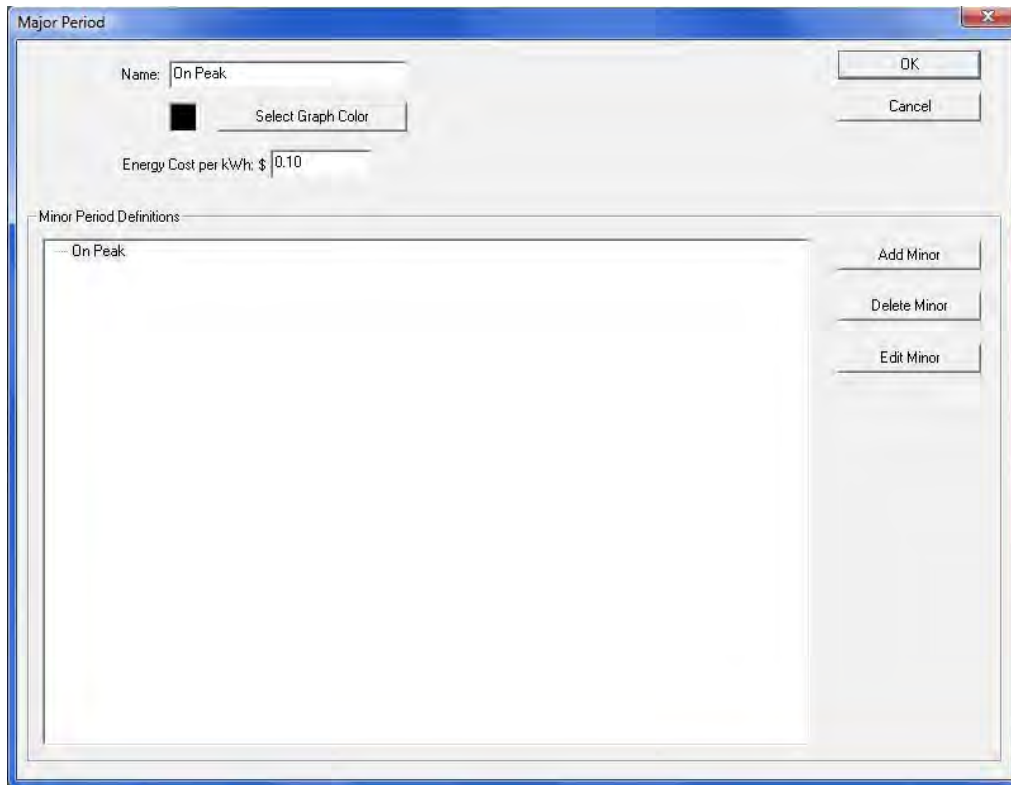 Major Period
Name: On Peak
OK
Select Graph Color
Cancel
Energy Cost per kWh: $ 0.10
Minor Period Definitions
On Peak
Add Minor
Delete Minor
Edit Minor